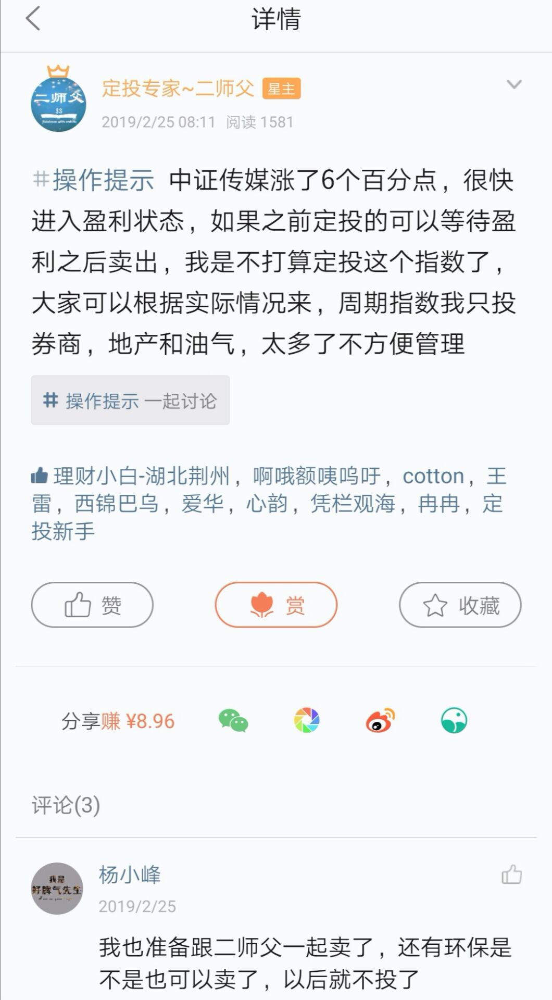 详情
二师父
$$
定投专家~二师父 星主
2019/2/25 08:11 阅读 1581
#操作提示 中证传媒涨了6个百分点，很快
进入盈利状态，如果之前定投的可以等待盈
利之后卖出，我是不打算定投这个指数了，
大家可以根据实际情况来，周期指数我只投
券商，地产和油气，太多了不方便管理
# 操作提示 一起讨论
理财小白-湖北荆州，啊哦额咦呜吁，cotton，王
雷，西锦巴乌，爱华，心韵，凭栏观海，冉冉，定
投新手
赞
赏
收藏
分享赚 ¥8.96
评论(3)
我是
好脾气先生
杨小峰
2019/2/25
我也准备跟二师父一起卖了，还有环保是
不是也可以卖了，以后就不投了